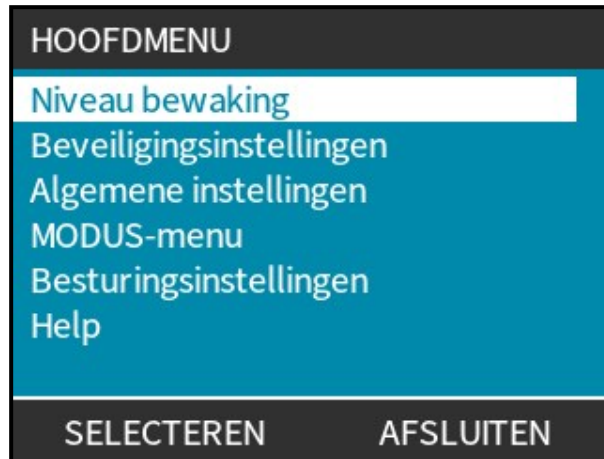 HOOFDMENU
Niveau bewaking
Beveiligingsinstellingen
Algemene instellingen
MODUS-menu
Besturingsinstellingen
Help
SELECTEREN AFSLUITEN